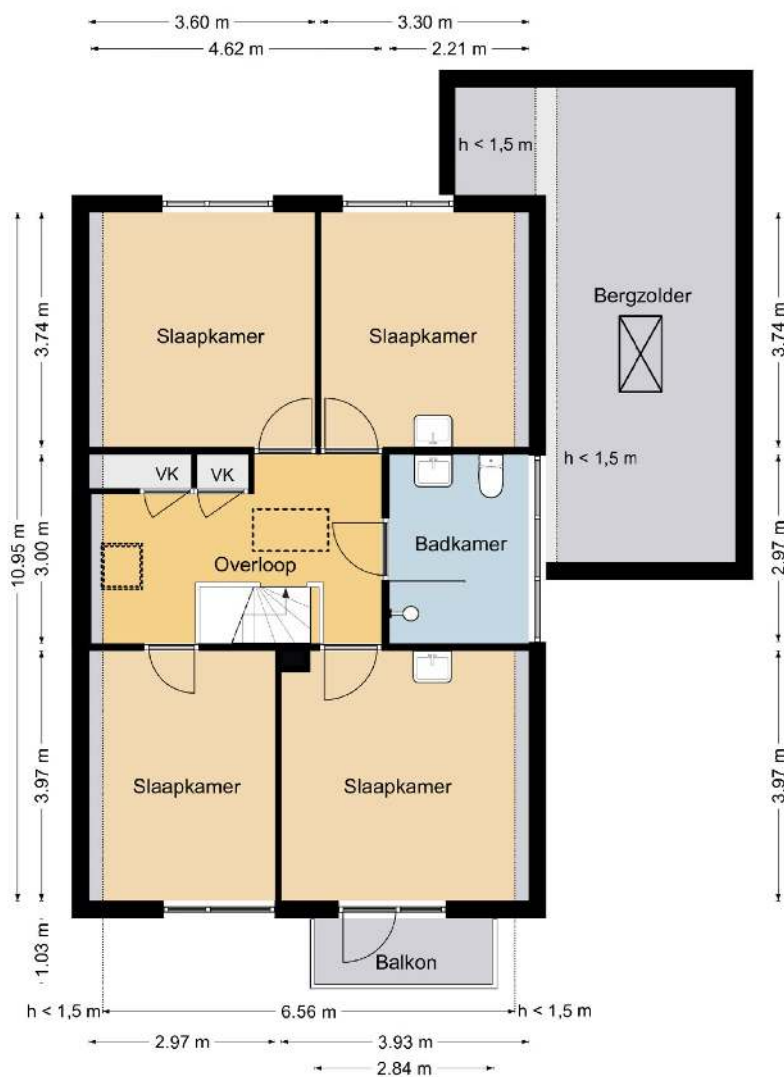 3.60 m
3.30 m
4.62 m
2.21 m
h < 1,5 m
3.74 m
Bergzolder
3.74 m
Slaapkamer
Slaapkamer
h < 1,5 m
VK
VK
10.95 m
3.00 m
Overloop
Badkamer
2.97 m
3.97 m
Slaapkamer
Slaapkamer
3.97 m
1.03 m
Balkon
h < 1,5 m
6.56 m
h < 1,5 m
2.97 m
3.93 m
2.84 m